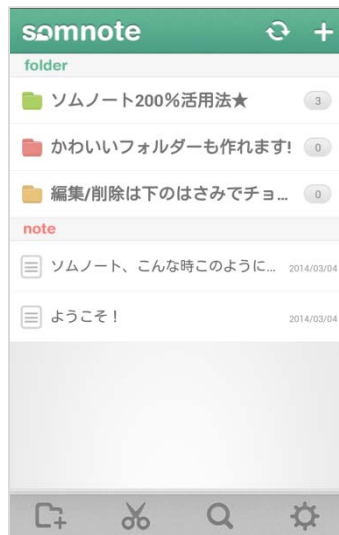 somnote
folder
ソムノート200%活用法★ 3
かわいいフォルダーも作れます! 0
編集/削除は下のはさみでチョ... 0
note
ソムノート、こんな時このように... 2014/03/04
ようこそ！ 2014/03/04